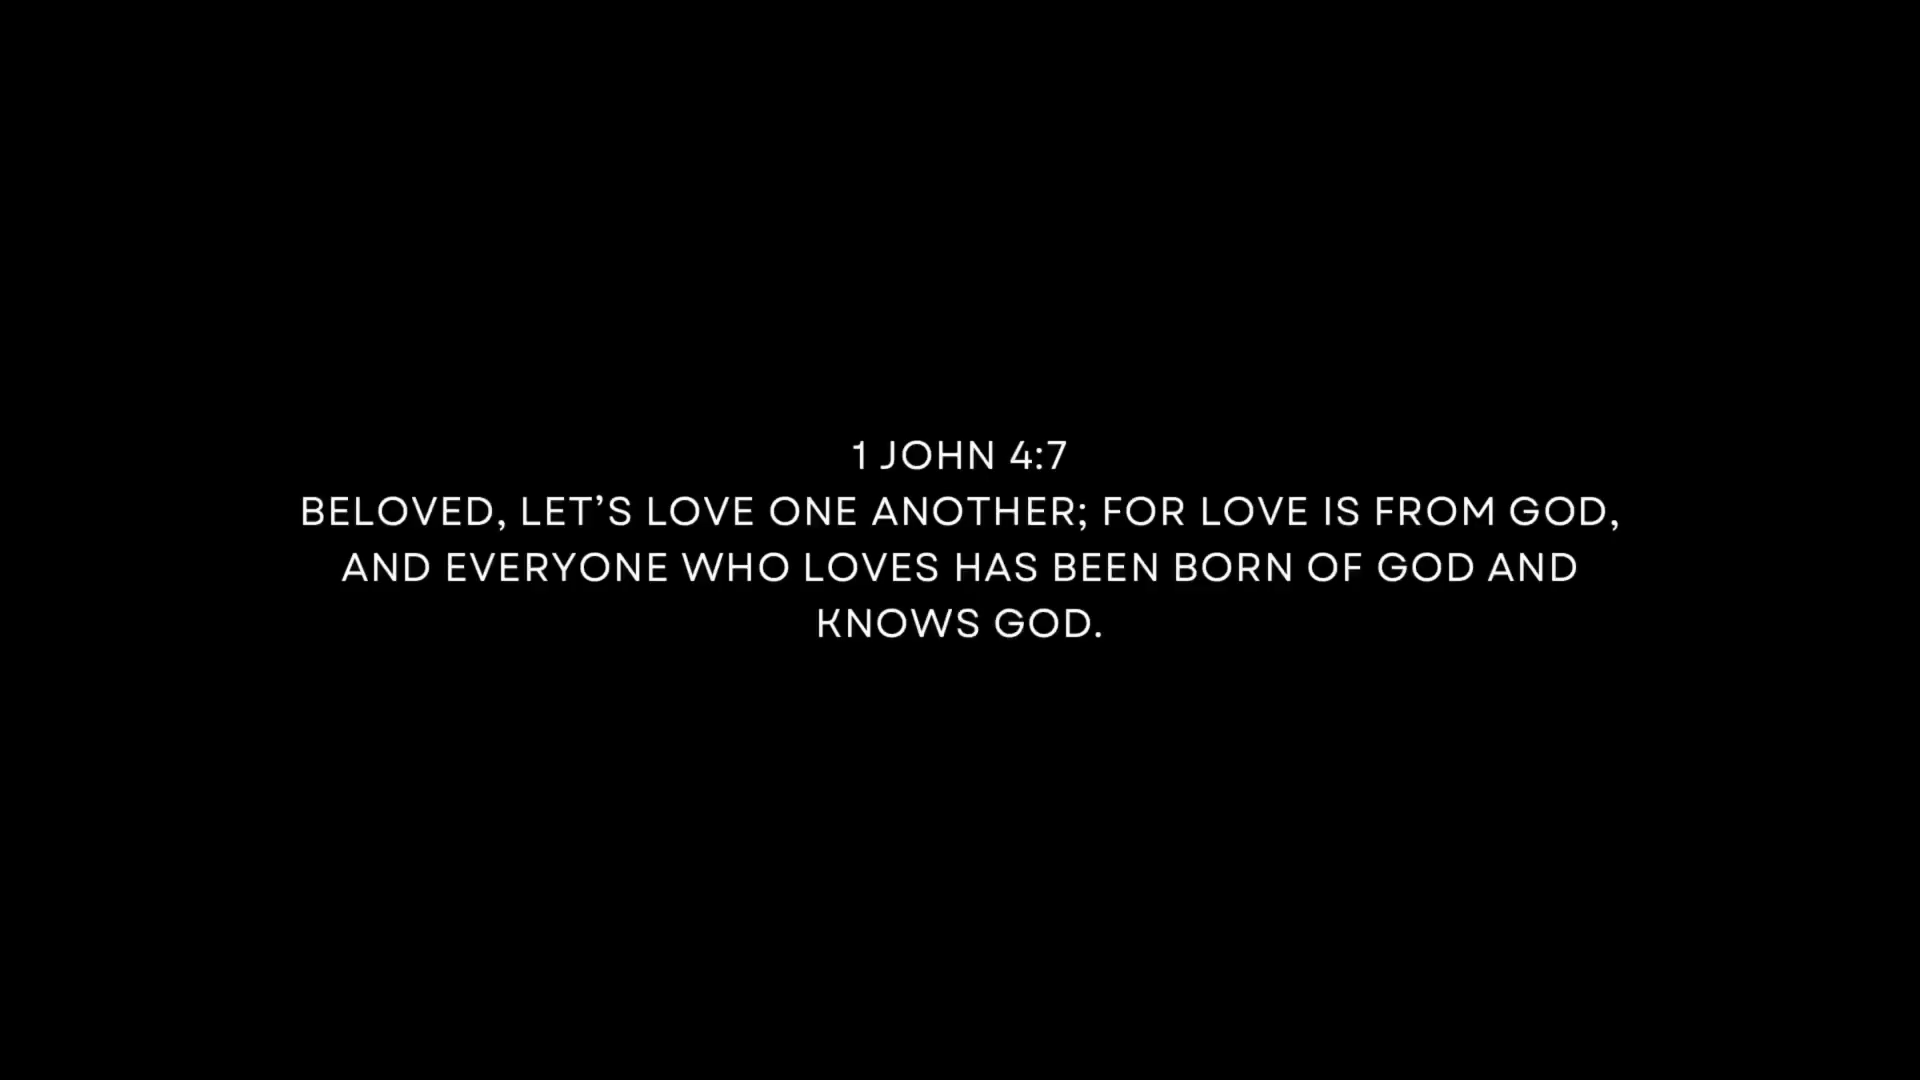 1 JOHN 4:7
BELOVED, LET’S LOVE ONE ANOTHER; FOR LOVE IS FROM GOD,
AND EVERYONE WHO LOVES HAS BEEN BORN OF GOD AND
KNOWS GOD.